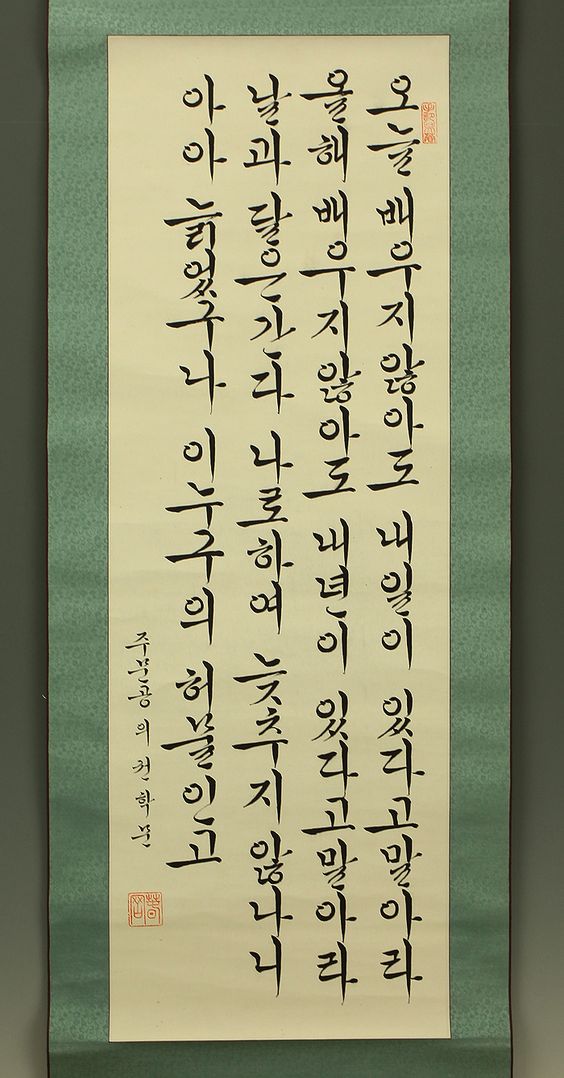 오늘 배우지 않아도 내일이 있다고 말아라
올해 배우지 않아도 내년이 있다고 말아라
날과 달은 간다 나로하여 늦추지 않나니
아아 늙었구나 이 누구의 허물인고
주문공의 권학문